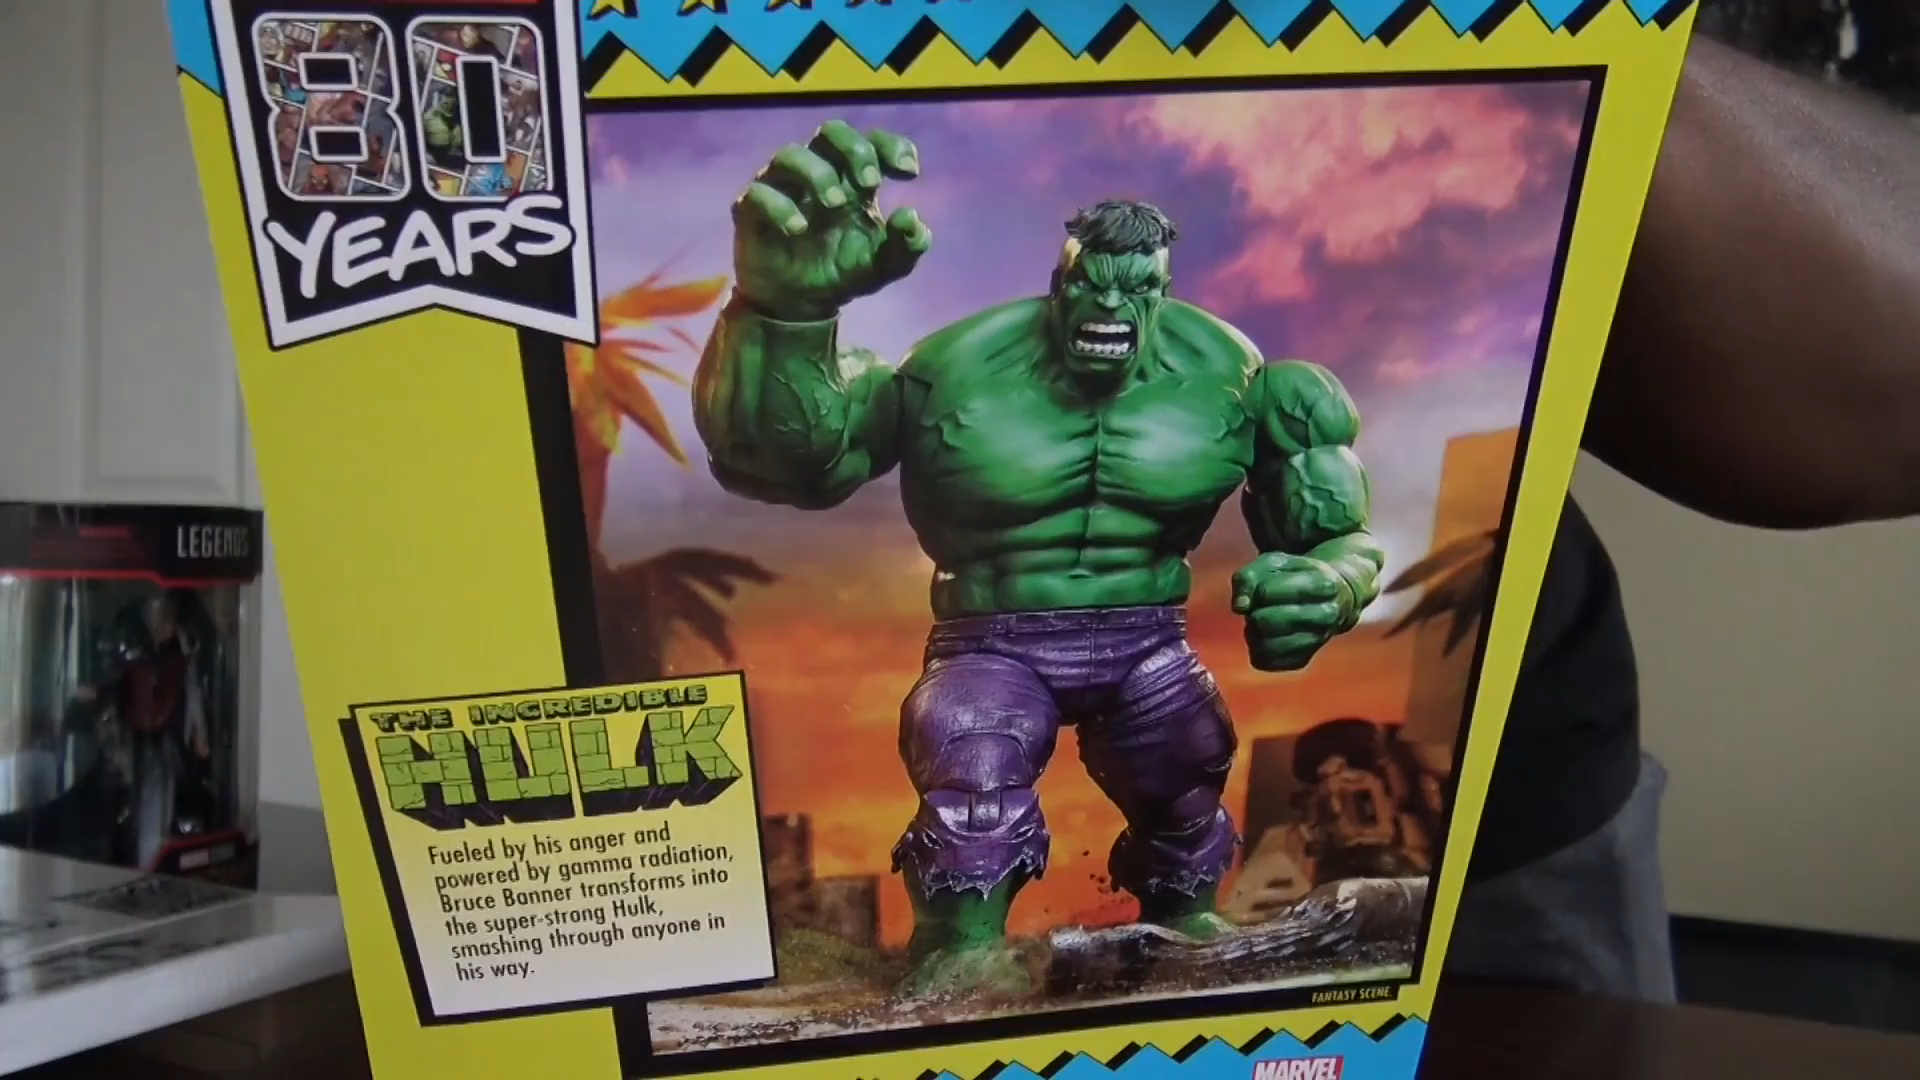 80
YEARS
LEGENDS
THE INCREDIBLE
HULK
Fueled by his anger and
powered by gamma radiation,
Bruce Banner transforms into
the super-strong Hulk,
smashing through anyone in
his way.
FANTASY SCENE.
MARVEL